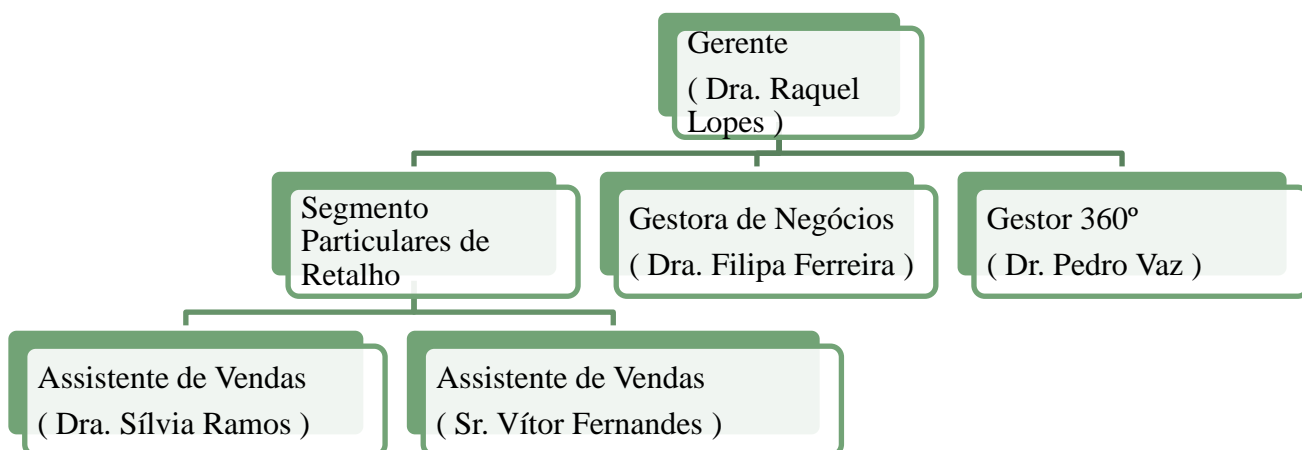 Gerente
( Dra. Raquel
Lopes )
Segmento
Particulares de
Retalho
Gestora de Negócios
( Dra. Filipa Ferreira )
Gestor 360º
( Dr. Pedro Vaz )
Assistente de Vendas
( Dra. Sílvia Ramos )
Assistente de Vendas
( Sr. Vítor Fernandes )